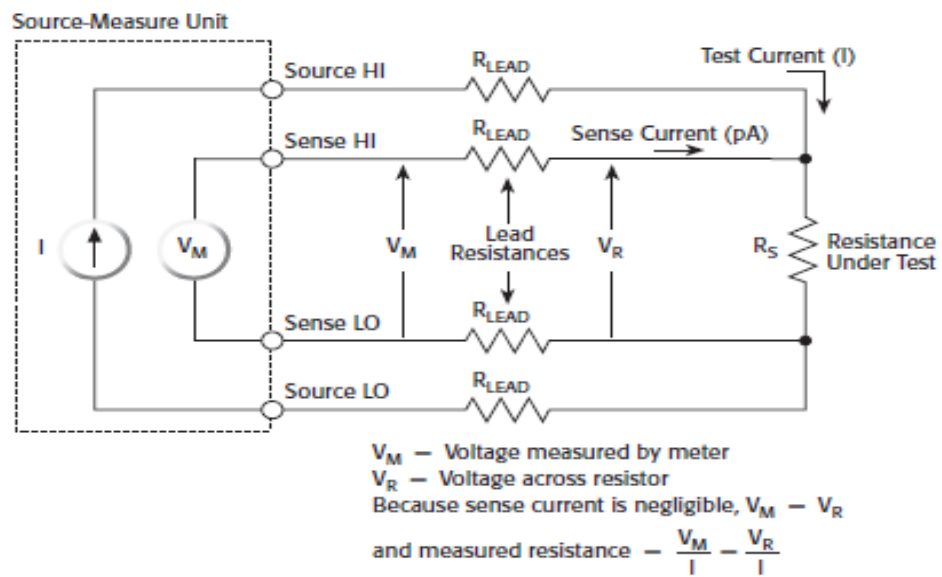 Source-Measure Unit
Source HI
RLEAD
Test Current (I)
Sense HI
RLEAD
Sense Current (pA)
I
VM
VM
Lead
Resistances
VR
RS
Resistance
Under Test
Sense LO
RLEAD
Source LO
RLEAD
VM – Voltage measured by meter
VR – Voltage across resistor
Because sense current is negligible, VM – VR
and measured resistance – VM/I – VR/I